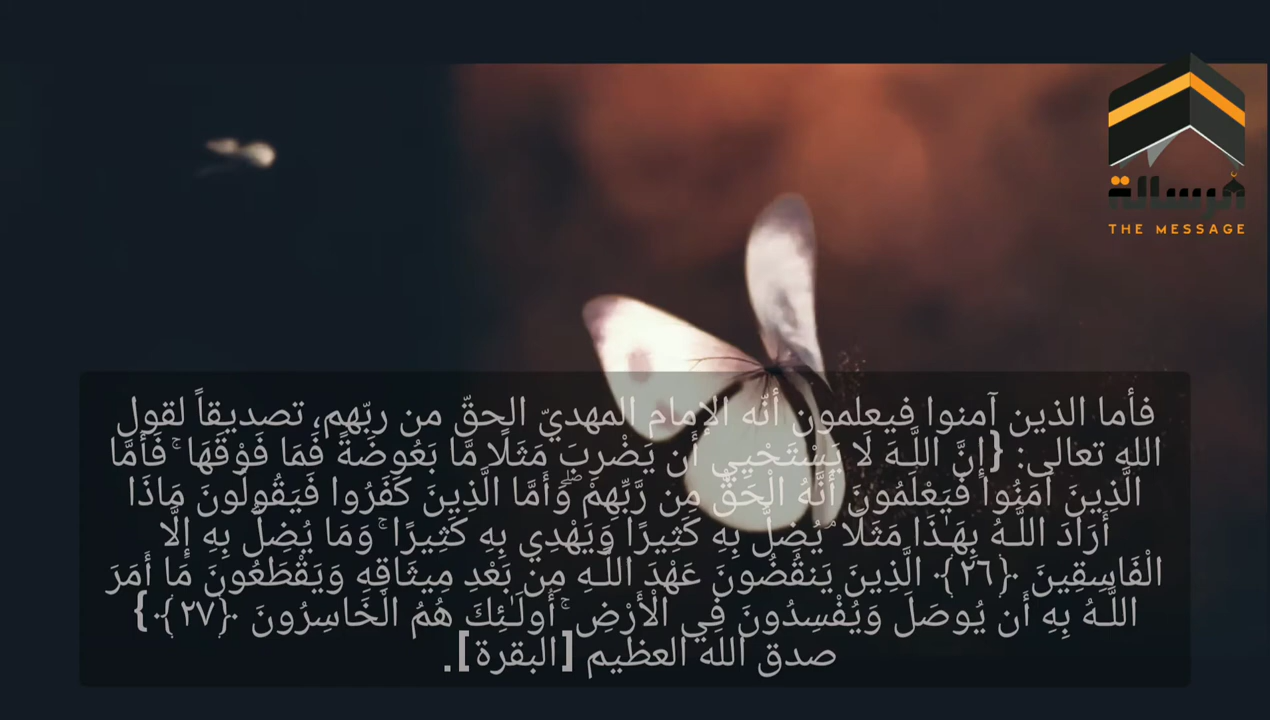 الرسالة
THE MESSAGE
فأما الذين آمنوا فيعلمون أنّه الإمام المهديّ الحقّ من ربّهم، تصديقاً لقول
الله تعالى: {إِنَّ اللَّـهَ لَا يَسْتَحْيِي أَن يَضْرِبَ مَثَلًا مَّا بَعُوضَةً فَمَا فَوْقَهَا ۚ فَأَمَّا
الَّذِينَ آمَنُوا فَيَعْلَمُونَ أَنَّهُ الْحَقُّ مِن رَّبِّهِمْ ۖ وَأَمَّا الَّذِينَ كَفَرُوا فَيَقُولُونَ مَاذَا
أَرَادَ اللَّـهُ بِهَـٰذَا مَثَلًا ۘ يُضِلُّ بِهِ كَثِيرًا وَيَهْدِي بِهِ كَثِيرًا ۚ وَمَا يُضِلُّ بِهِ إِلَّا
الْفَاسِقِينَ ﴿٢٦﴾ الَّذِينَ يَنقُضُونَ عَهْدَ اللَّـهِ مِن بَعْدِ مِيثَاقِهِ وَيَقْطَعُونَ مَا أَمَرَ
اللَّـهُ بِهِ أَن يُوصَلَ وَيُفْسِدُونَ فِي الْأَرْضِ ۚ أُولَـٰئِكَ هُمُ الْخَاسِرُونَ ﴿٢٧﴾}
صدق الله العظيم [البقرة].